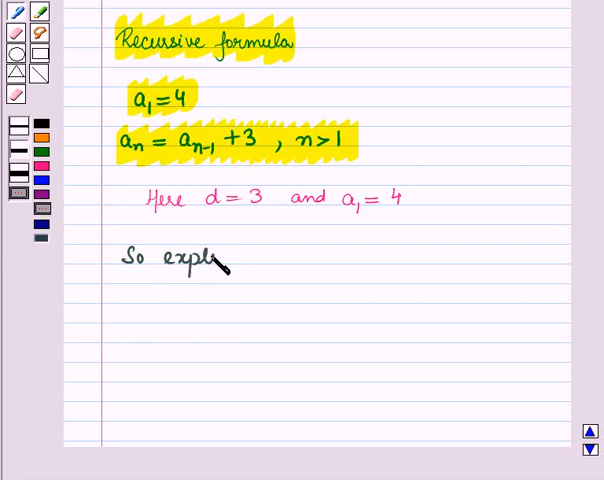 Recursive formula
a₁ = 4
aₙ = aₙ₋₁ + 3 , n > 1
Here d = 3 and a₁ = 4
So expl